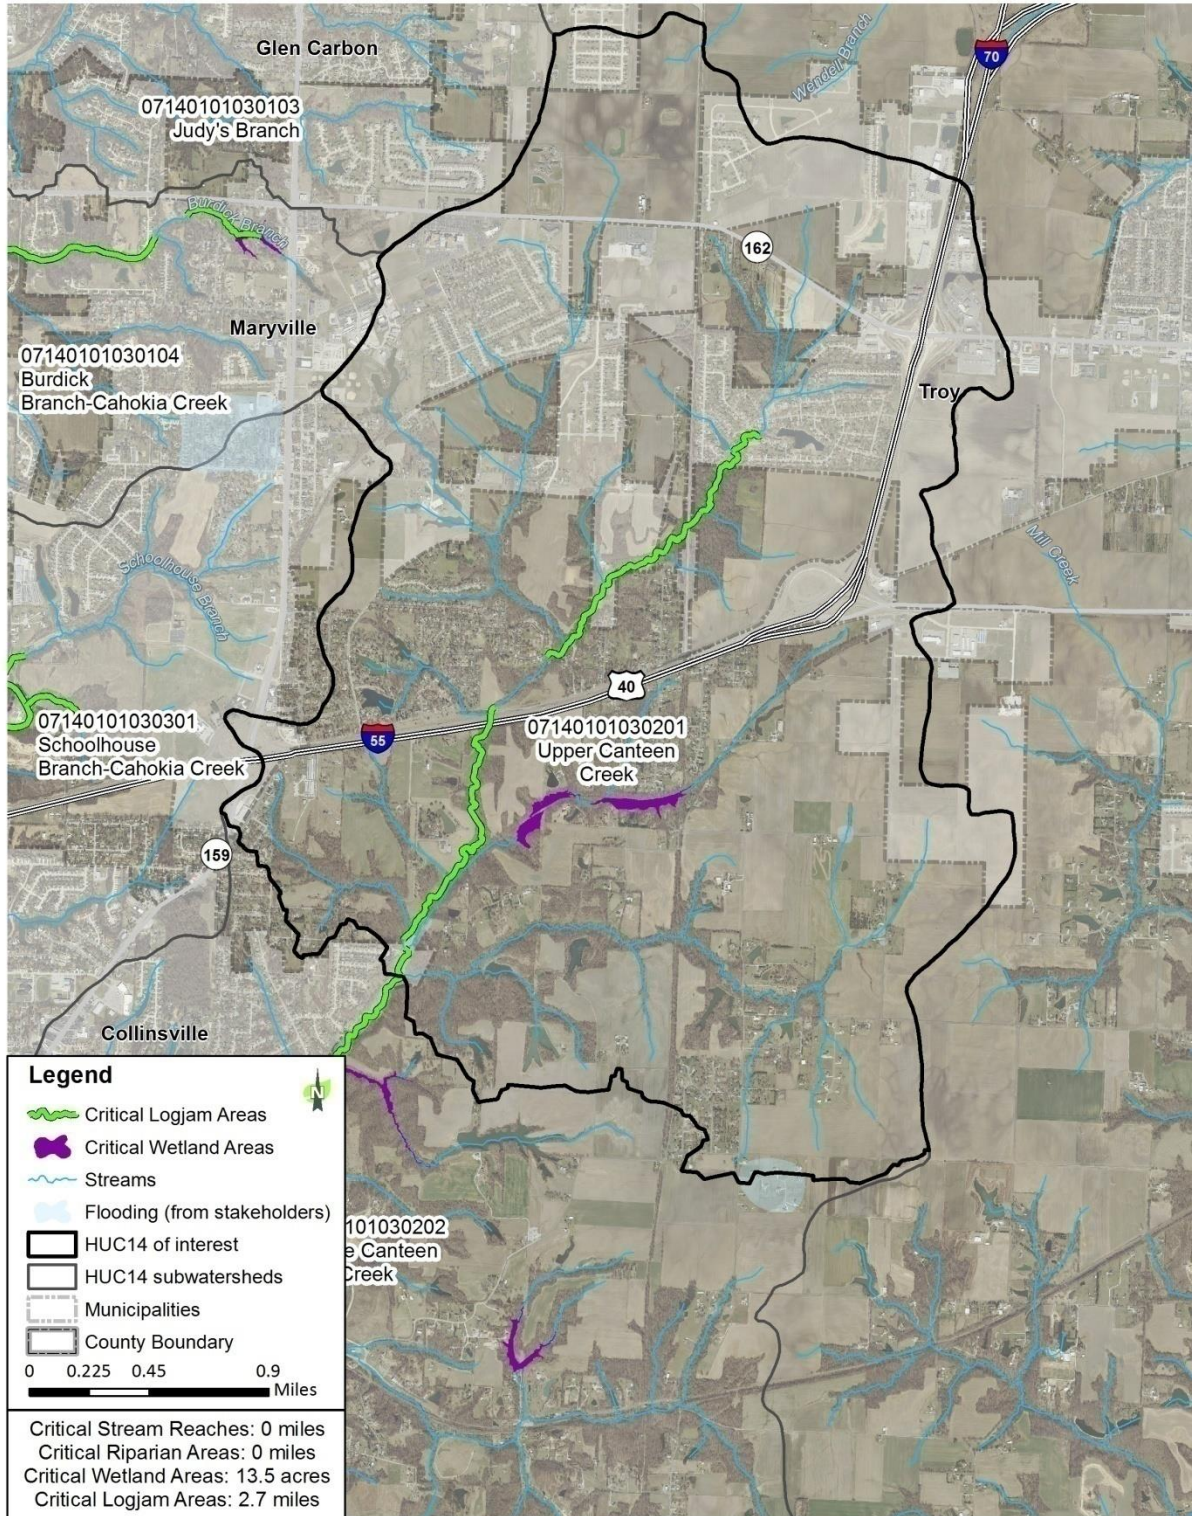 Glen Carbon
70
Wendell Branch
07140101030103
Judy's Branch
Burdick Branch
162
Maryville
07140101030104
Burdick
Branch-Cahokia Creek
Troy
Mill Creek
Schoolhouse Branch
40
07140101030301
Schoolhouse
Branch-Cahokia Creek
55
07140101030201
Upper Canteen
Creek
159
Collinsville
Legend
N
Critical Logjam Areas
Critical Wetland Areas
Streams
Flooding (from stakeholders)
HUC14 of interest
HUC14 subwatersheds
Municipalities
County Boundary
0 0.225 0.45 0.9
Miles
101030202
e Canteen
Creek
Critical Stream Reaches: 0 miles
Critical Riparian Areas: 0 miles
Critical Wetland Areas: 13.5 acres
Critical Logjam Areas: 2.7 miles